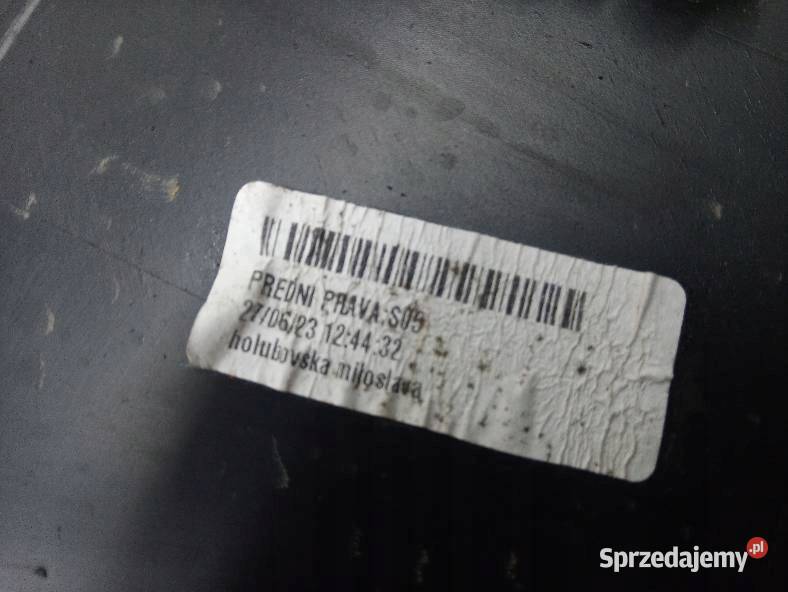 PREDNI PRAVA S05
27/06/23 12:44:32
holubovska miloslava
Sprzedajemy.pl